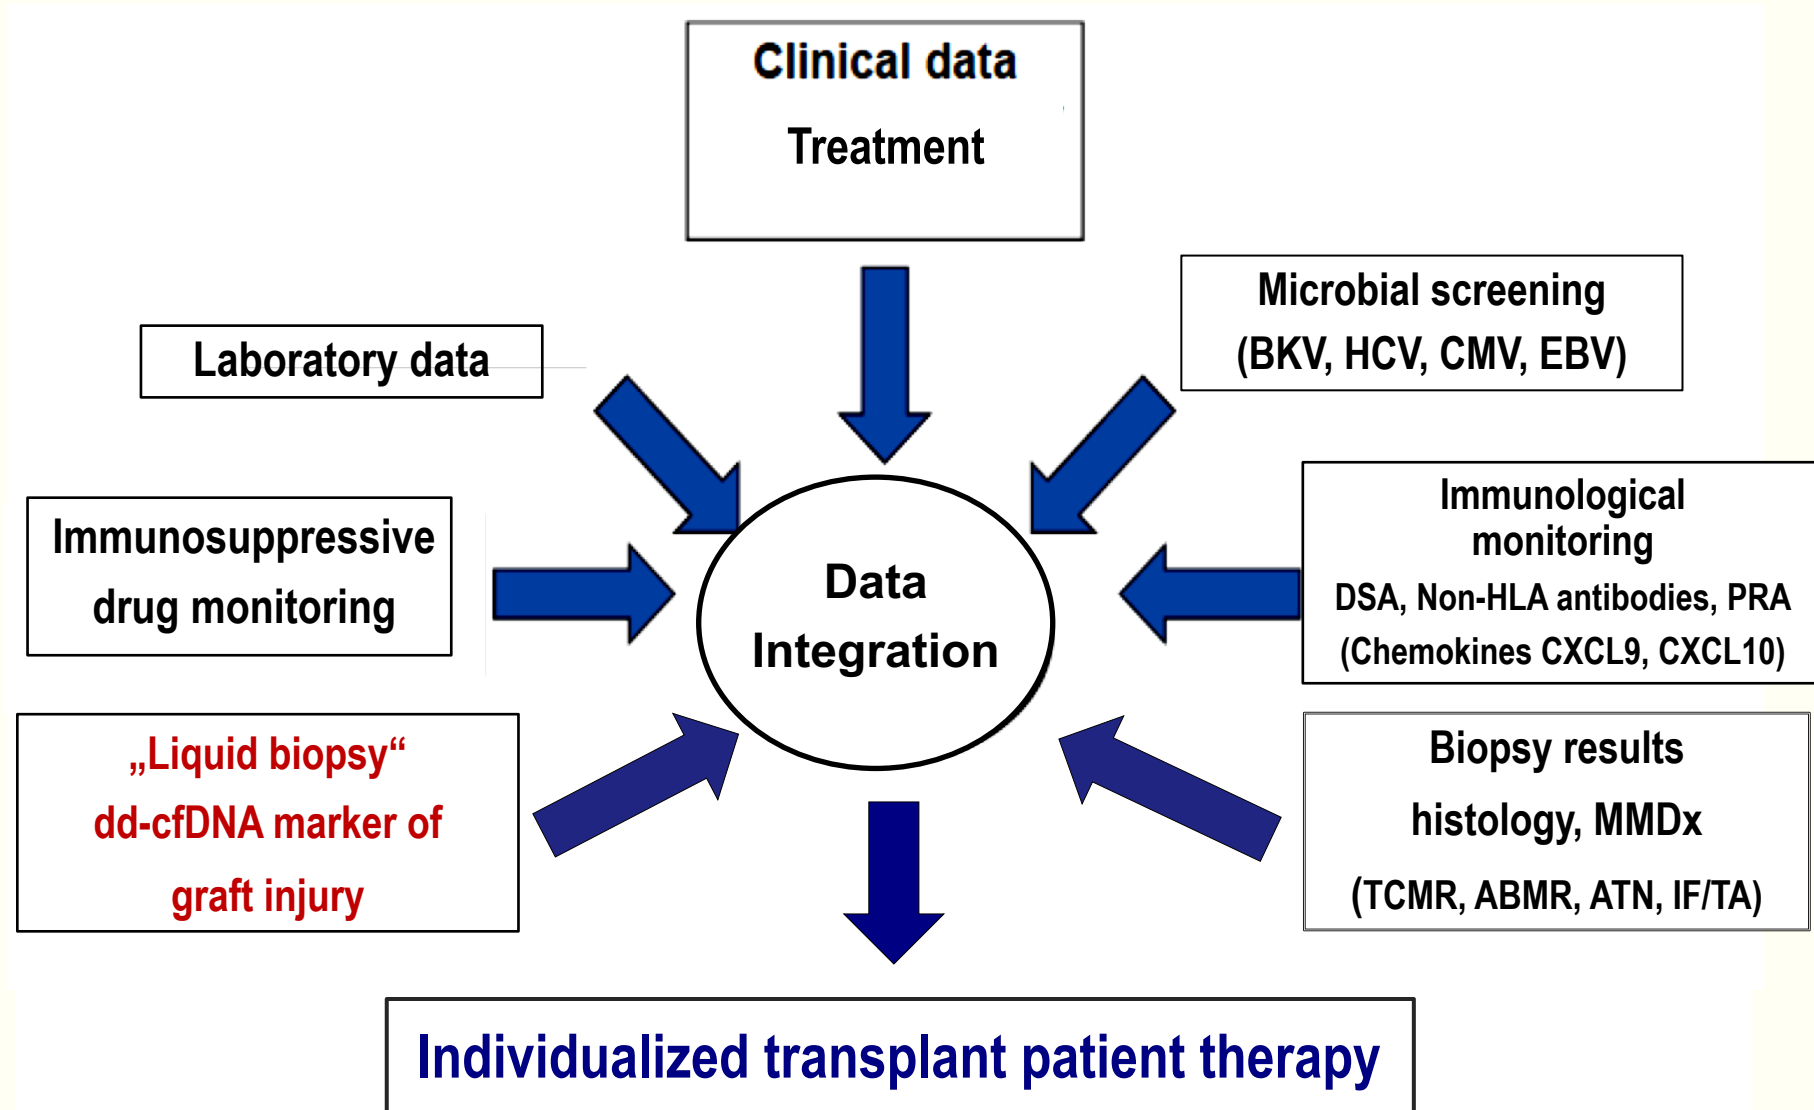 Clinical data
Treatment
Microbial screening
(BKV, HCV, CMV, EBV)
Laboratory data
Immunological
monitoring
DSA, Non-HLA antibodies, PRA
(Chemokines CXCL9, CXCL10)
Immunosuppressive
drug monitoring
Data
Integration
„Liquid biopsy“
dd-cfDNA marker of
graft injury
Biopsy results
histology, MMDx
(TCMR, ABMR, ATN, IF/TA)
Individualized transplant patient therapy